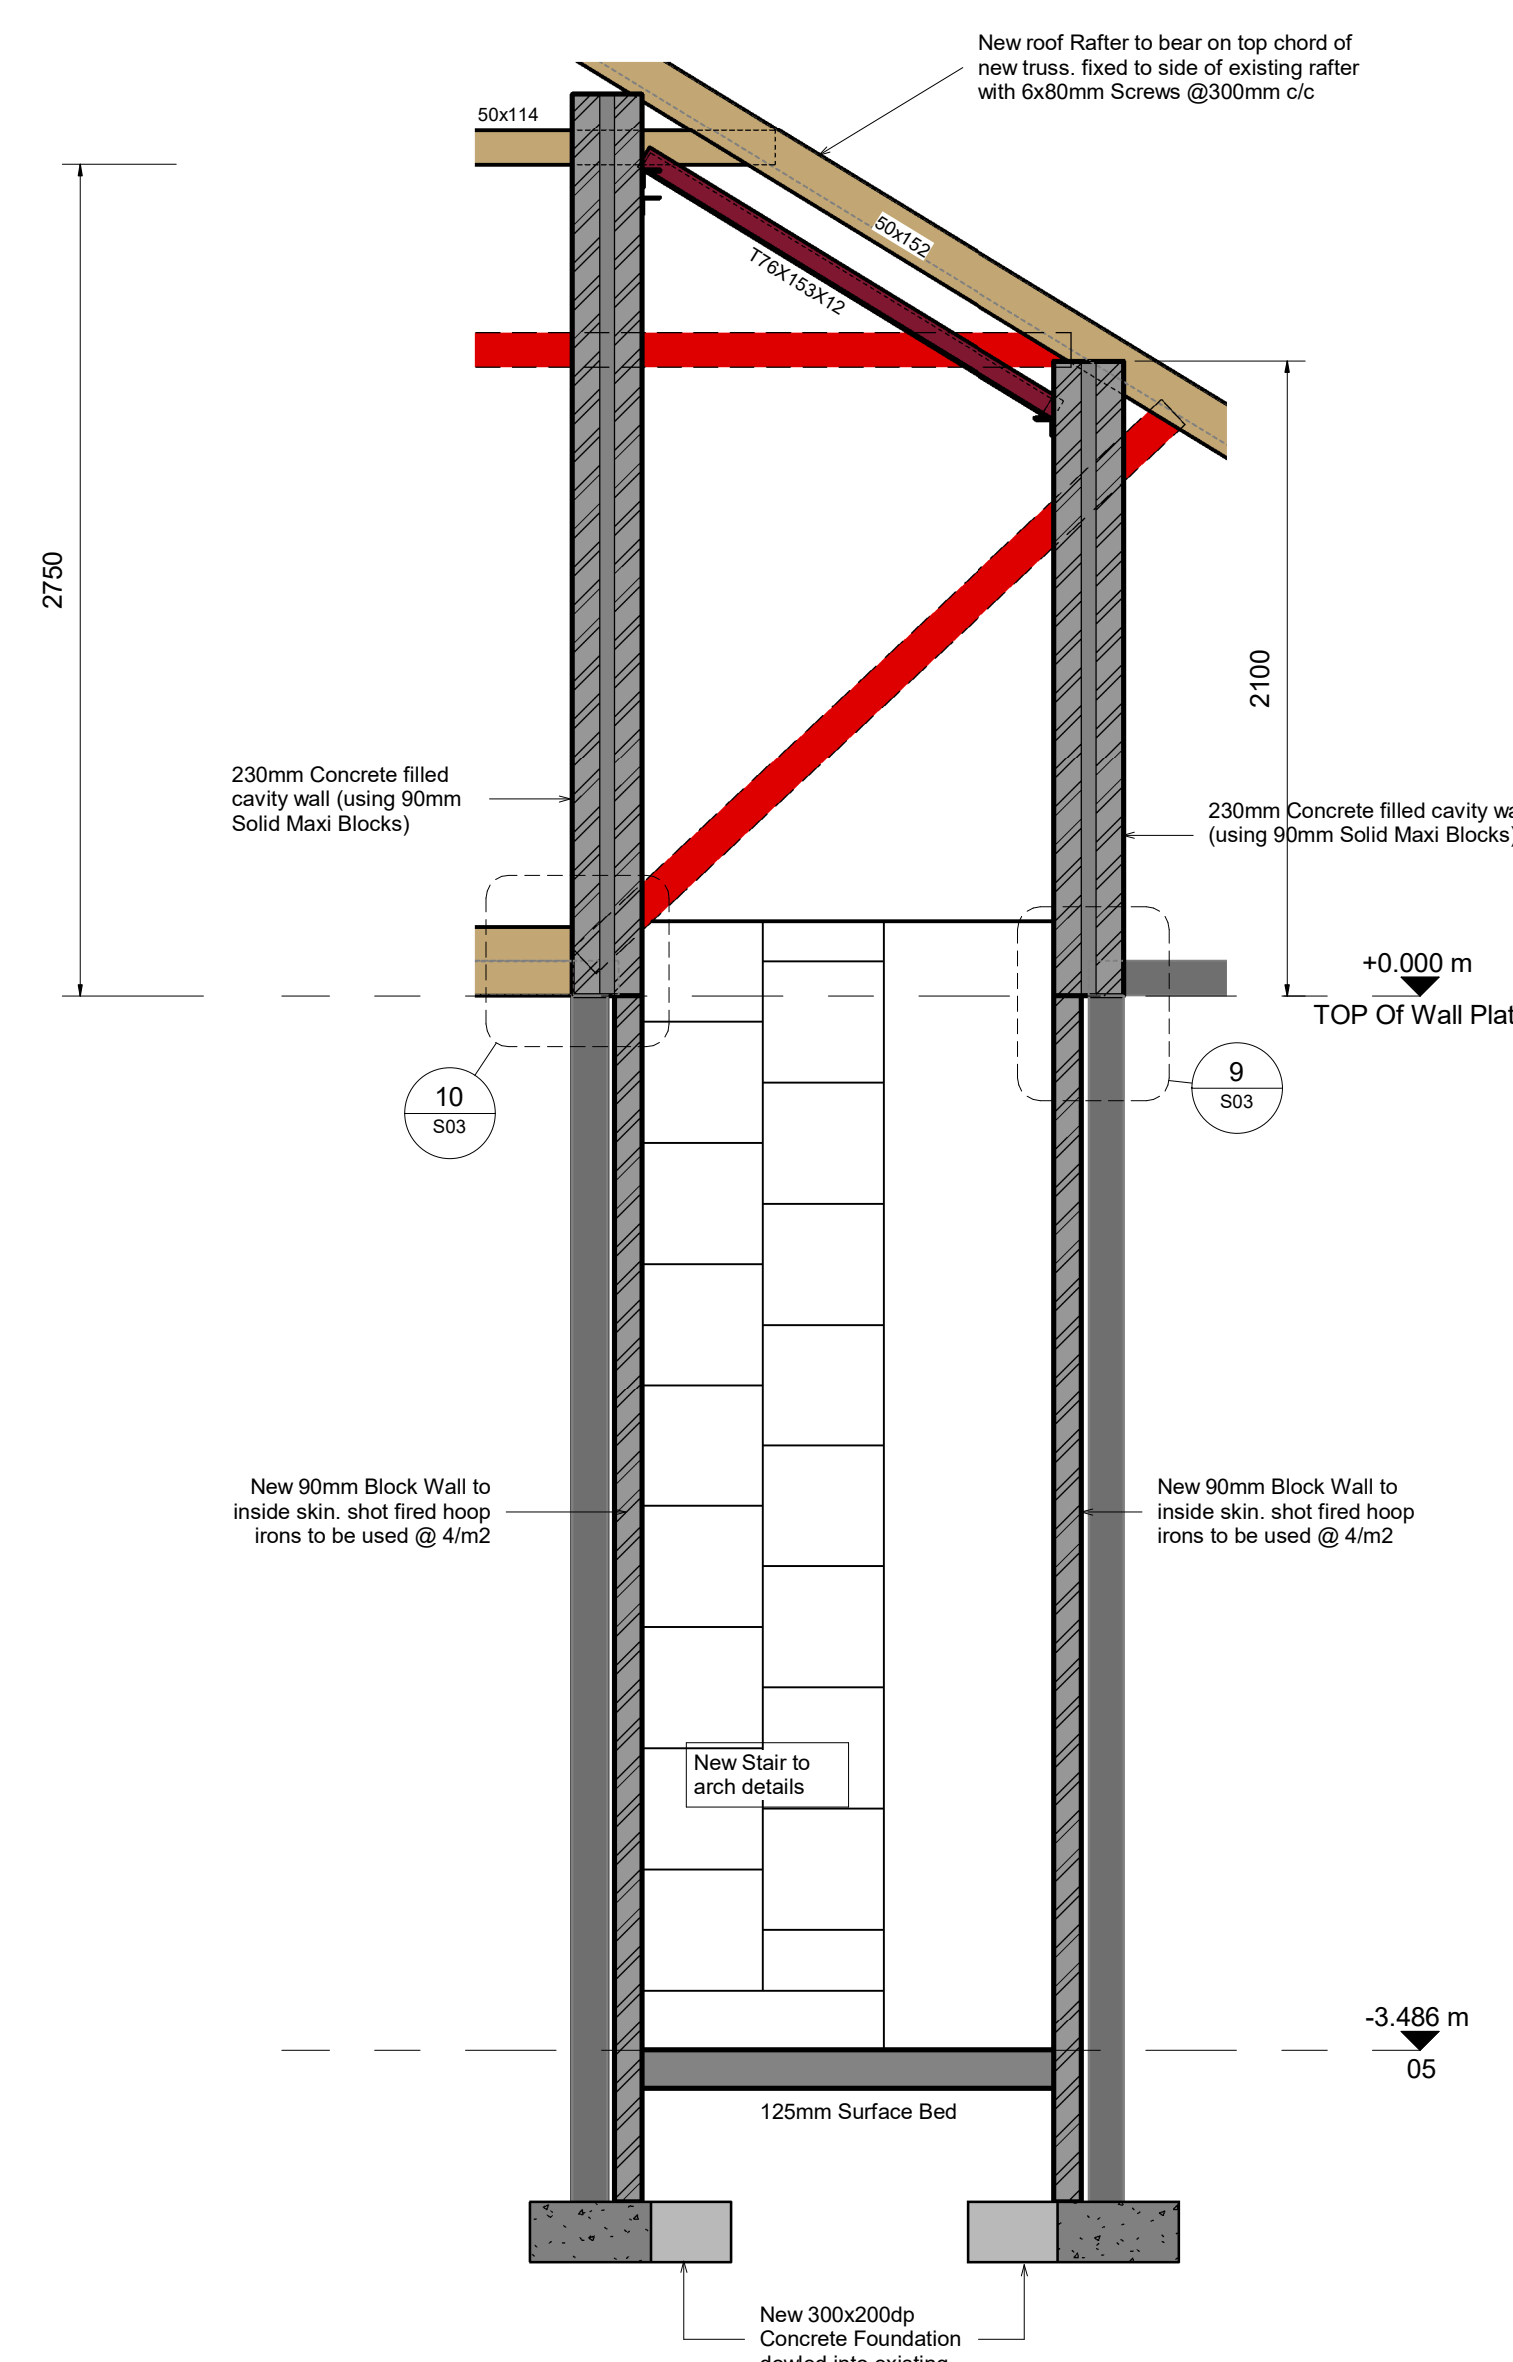 New roof Rafter to bear on top chord of
new truss. fixed to side of existing rafter
with 6x80mm Screws @300mm c/c
50x114
50x152
T76X153X12
2750
2100
230mm Concrete filled
cavity wall (using 90mm
Solid Maxi Blocks)
230mm Concrete filled cavity wa
(using 90mm Solid Maxi Blocks)
+0.000 m
TOP Of Wall Plat
10
S03
9
S03
New 90mm Block Wall to
inside skin. shot fired hoop
irons to be used @ 4/m2
New 90mm Block Wall to
inside skin. shot fired hoop
irons to be used @ 4/m2
New Stair to
arch details
-3.486 m
05
125mm Surface Bed
New 300x200dp
Concrete Foundation
dowled into existing